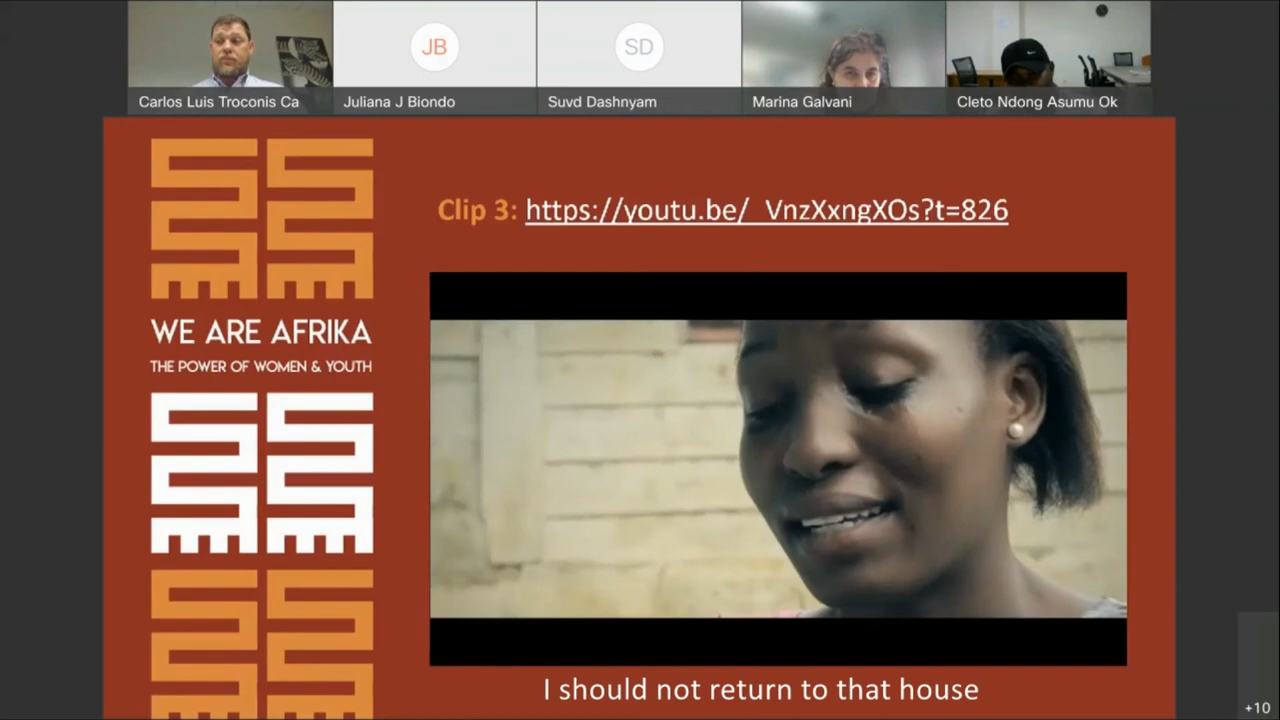 JB
SD
Carlos Luis Troconis Ca
Juliana J Biondo
Suvd Dashnyam
Marina Galvani
Cleto Ndong Asumu Ok
Clip 3: https://youtu.be/_VnzXxngXOs?t=826
WE ARE AFRIKA
THE POWER OF WOMEN & YOUTH
I should not return to that house
+10